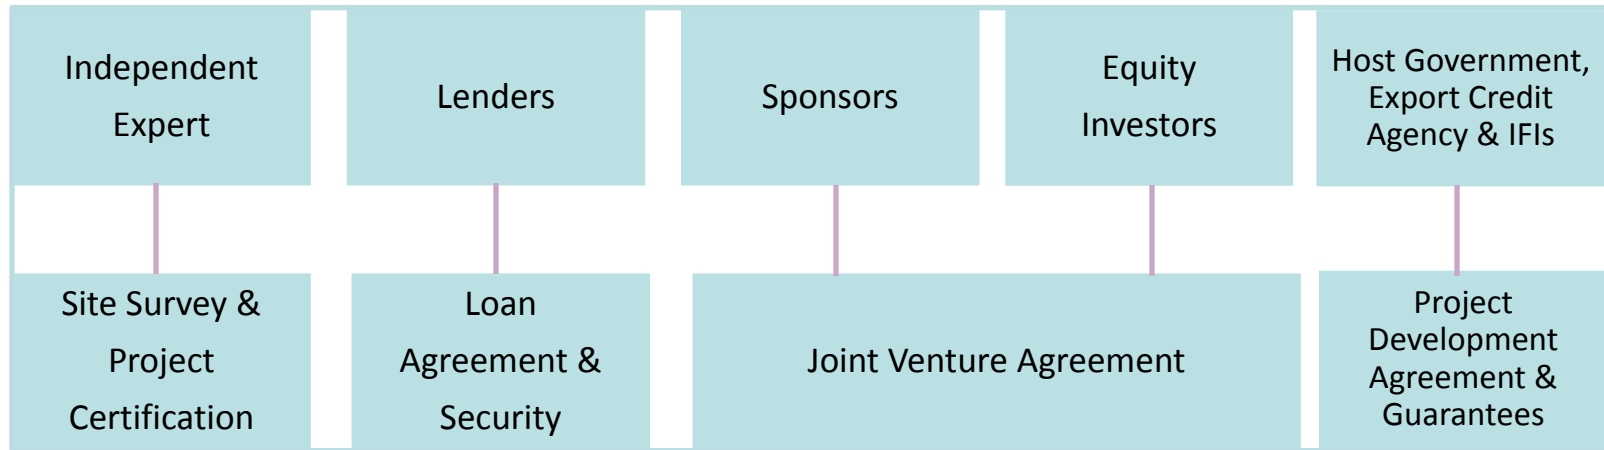 Independent
Expert
Lenders
Sponsors
Equity
Investors
Host Government,
Export Credit
Agency & IFIs
Site Survey &
Project
Certification
Loan
Agreement &
Security
Joint Venture Agreement
Project
Development
Agreement &
Guarantees